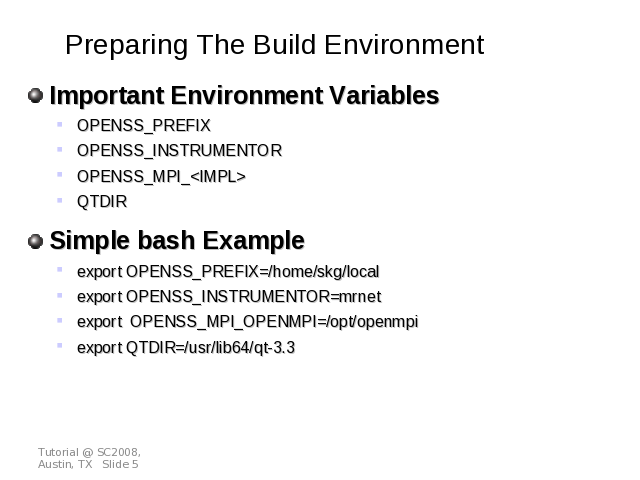 Preparing The Build Environment
Important Environment Variables
OPENSS_PREFIX
OPENSS_INSTRUMENTOR
OPENSS_MPI_<IMPL>
QTDIR
Simple bash Example
export OPENSS_PREFIX=/home/skg/local
export OPENSS_INSTRUMENTOR=mrnet
export  OPENSS_MPI_OPENMPI=/opt/openmpi
export QTDIR=/usr/lib64/qt-3.3
Tutorial @ SC2008,
Austin, TX   Slide 5